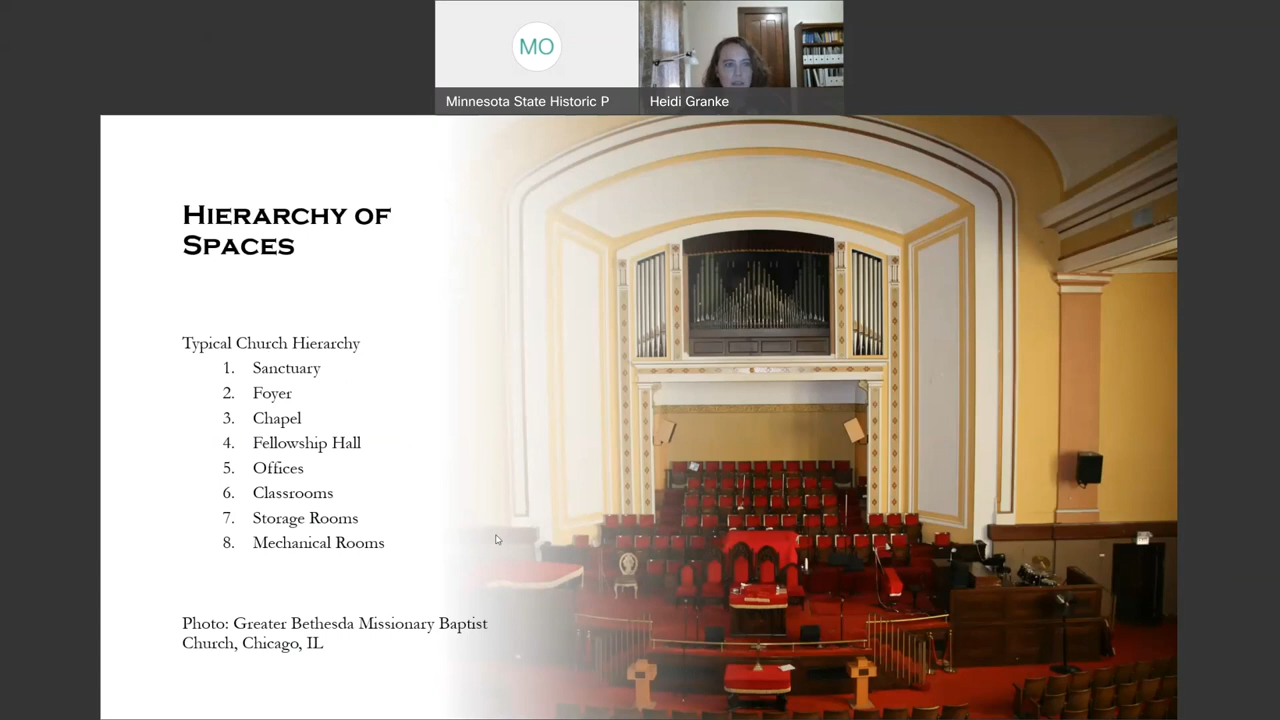 MO
Minnesota State Historic P
Heidi Granke
Hierarchy of
Spaces
Typical Church Hierarchy
1. Sanctuary
2. Foyer
3. Chapel
4. Fellowship Hall
5. Offices
6. Classrooms
7. Storage Rooms
8. Mechanical Rooms
Photo: Greater Bethesda Missionary Baptist
Church, Chicago, IL